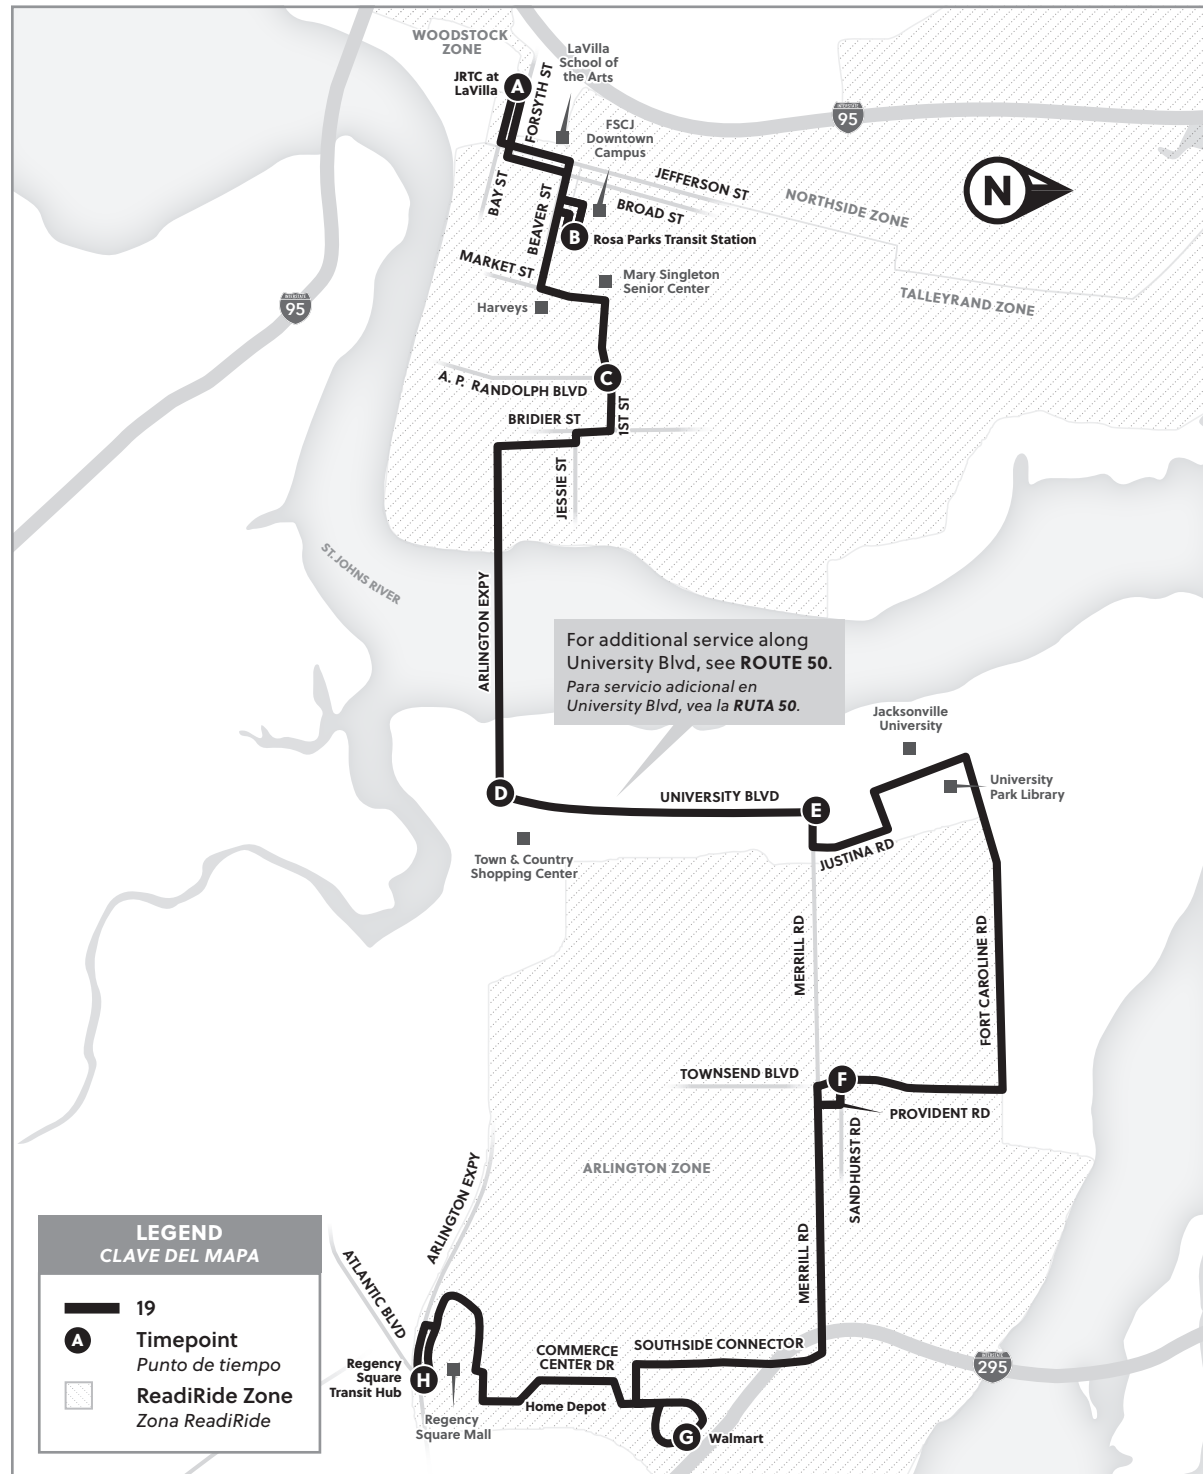 WOODSTOCK
ZONE
LaVilla
School of
the Arts
JRTC at
LaVilla
A
FORSYTH ST
FSCJ
Downtown
Campus
INTERSTATE
95
N
JEFFERSON ST
NORTHSIDE ZONE
BAY ST
BEAVER ST
BROAD ST
B
Rosa Parks Transit Station
MARKET ST
Mary Singleton
Senior Center
TALLEYRAND ZONE
INTERSTATE
95
Harveys
C
A. P. RANDOLPH BLVD
1ST ST
BRIDIER ST
JESSIE ST
ST. JOHNS RIVER
ARLINGTON EXPY
For additional service along
University Blvd, see ROUTE 50.
Para servicio adicional en
University Blvd, vea la RUTA 50.
Jacksonville
University
University
Park Library
D
UNIVERSITY BLVD
E
JUSTINA RD
Town & Country
Shopping Center
MERRILL RD
FORT CAROLINE RD
TOWNSEND BLVD
F
PROVIDENT RD
SANDHURST RD
ARLINGTON ZONE
ARLINGTON EXPY
MERRILL RD
ATLANTIC BLVD
SOUTHSIDE CONNECTOR
COMMERCE
CENTER DR
INTERSTATE
295
Regency
Square
Transit Hub
H
Home Depot
Regency
Square Mall
G
Walmart
LEGEND
CLAVE DEL MAPA
19
A
Timepoint
Punto de tiempo
ReadiRide Zone
Zona ReadiRide